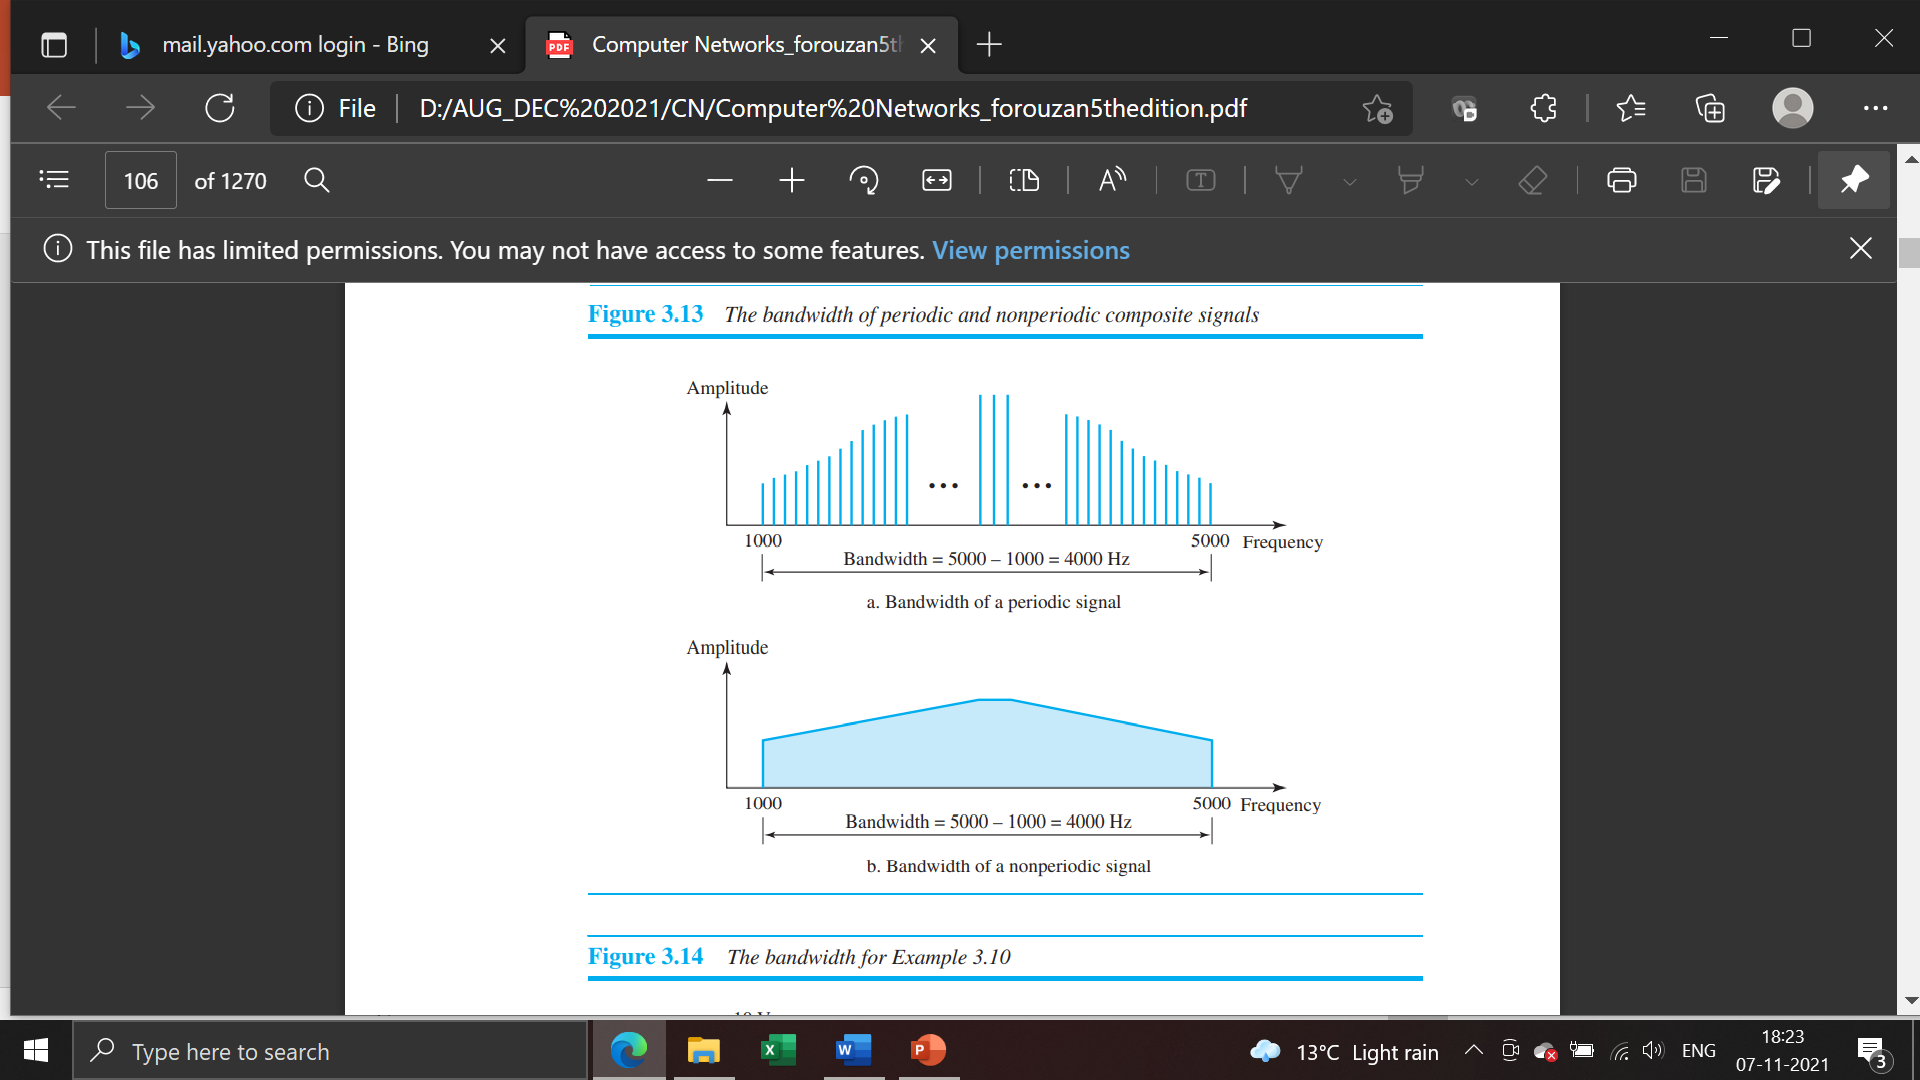 mail.yahoo.com login - Bing
PDF
Computer Networks_forouzan5th
File
D:/AUG_DEC%202021/CN/Computer%20Networks_forouzan5thedition.pdf
106 of 1270
This file has limited permissions. You may not have access to some features. View permissions
Figure 3.13 The bandwidth of periodic and nonperiodic composite signals
Amplitude
... ...
1000 5000 Frequency
Bandwidth = 5000 – 1000 = 4000 Hz
a. Bandwidth of a periodic signal
Amplitude
1000 5000 Frequency
Bandwidth = 5000 – 1000 = 4000 Hz
b. Bandwidth of a nonperiodic signal
Figure 3.14 The bandwidth for Example 3.10
Type here to search
13°C Light rain
ENG
18:23
07-11-2021
3